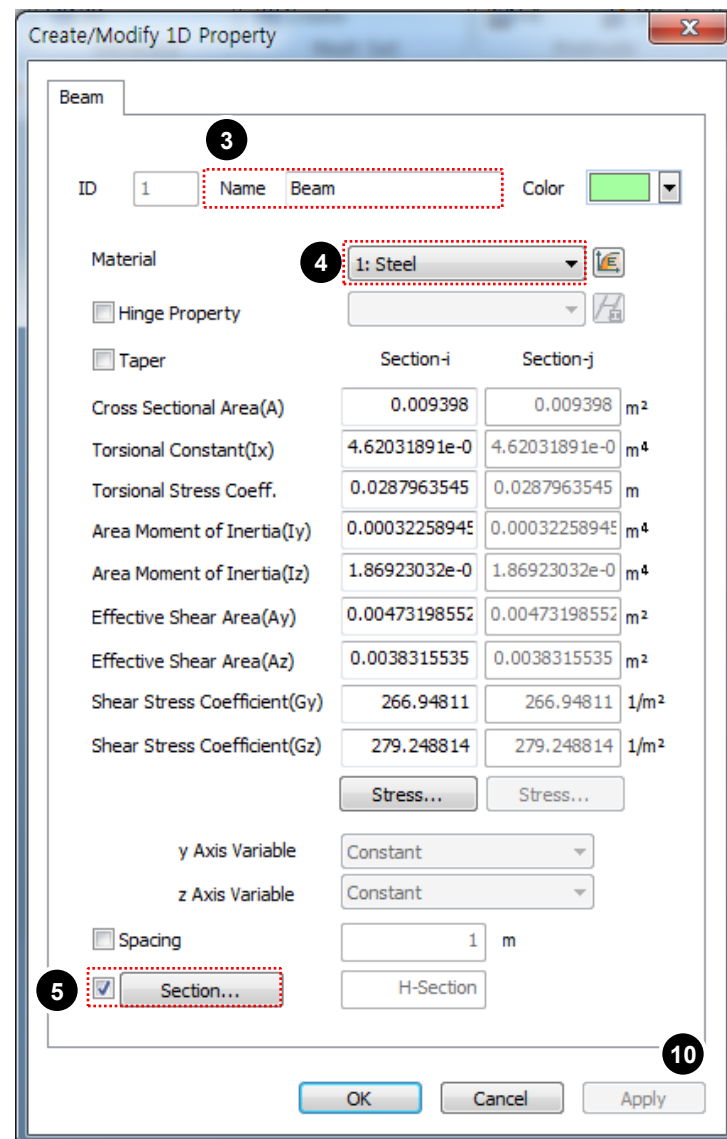 Create/Modify 1D Property
X
Beam
3
ID 1 Name Beam Color
Material 4 1: Steel
Hinge Property
Taper Section-i Section-j
Cross Sectional Area(A) 0.009398 0.009398 m²
Torsional Constant(Ix) 4.62031891e-0 4.62031891e-0 m⁴
Torsional Stress Coeff. 0.0287963545 0.0287963545 m
Area Moment of Inertia(Iy) 0.00032258945 0.00032258945 m⁴
Area Moment of Inertia(Iz) 1.86923032e-0 1.86923032e-0 m⁴
Effective Shear Area(Ay) 0.00473198552 0.00473198552 m²
Effective Shear Area(Az) 0.0038315535 0.0038315535 m²
Shear Stress Coefficient(Gy) 266.94811 266.94811 1/m²
Shear Stress Coefficient(Gz) 279.248814 279.248814 1/m²
Stress... Stress...
y Axis Variable Constant
z Axis Variable Constant
Spacing 1 m
5 Section... H-Section
10
OK Cancel Apply